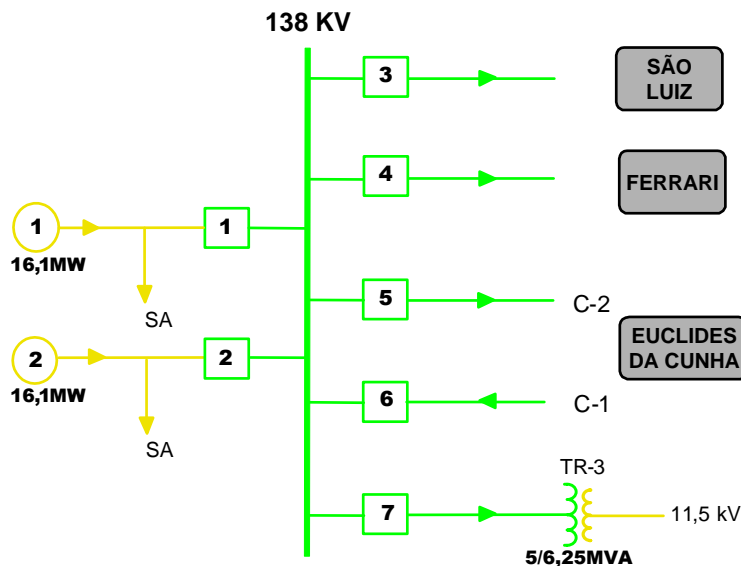 138 KV
3
SÃO
LUIZ
4
FERRARI
1
1
16,1MW
SA
5
C-2
EUCLIDES
DA CUNHA
2
2
16,1MW
SA
6
C-1
TR-3
7
11,5 kV
5/6,25MVA